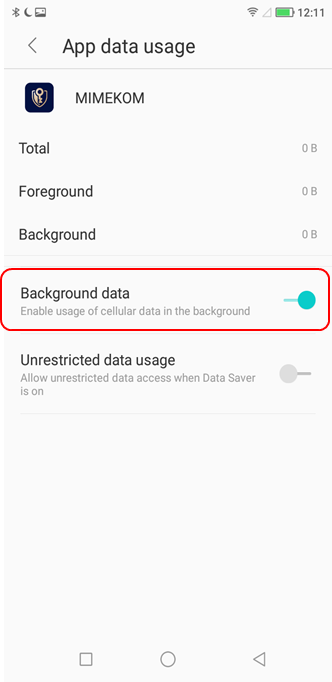 12:11
App data usage
MIMEKOM
Total 0 B
Foreground 0 B
Background 0 B
Background data
Enable usage of cellular data in the background
Unrestricted data usage
Allow unrestricted data access when Data Saver
is on